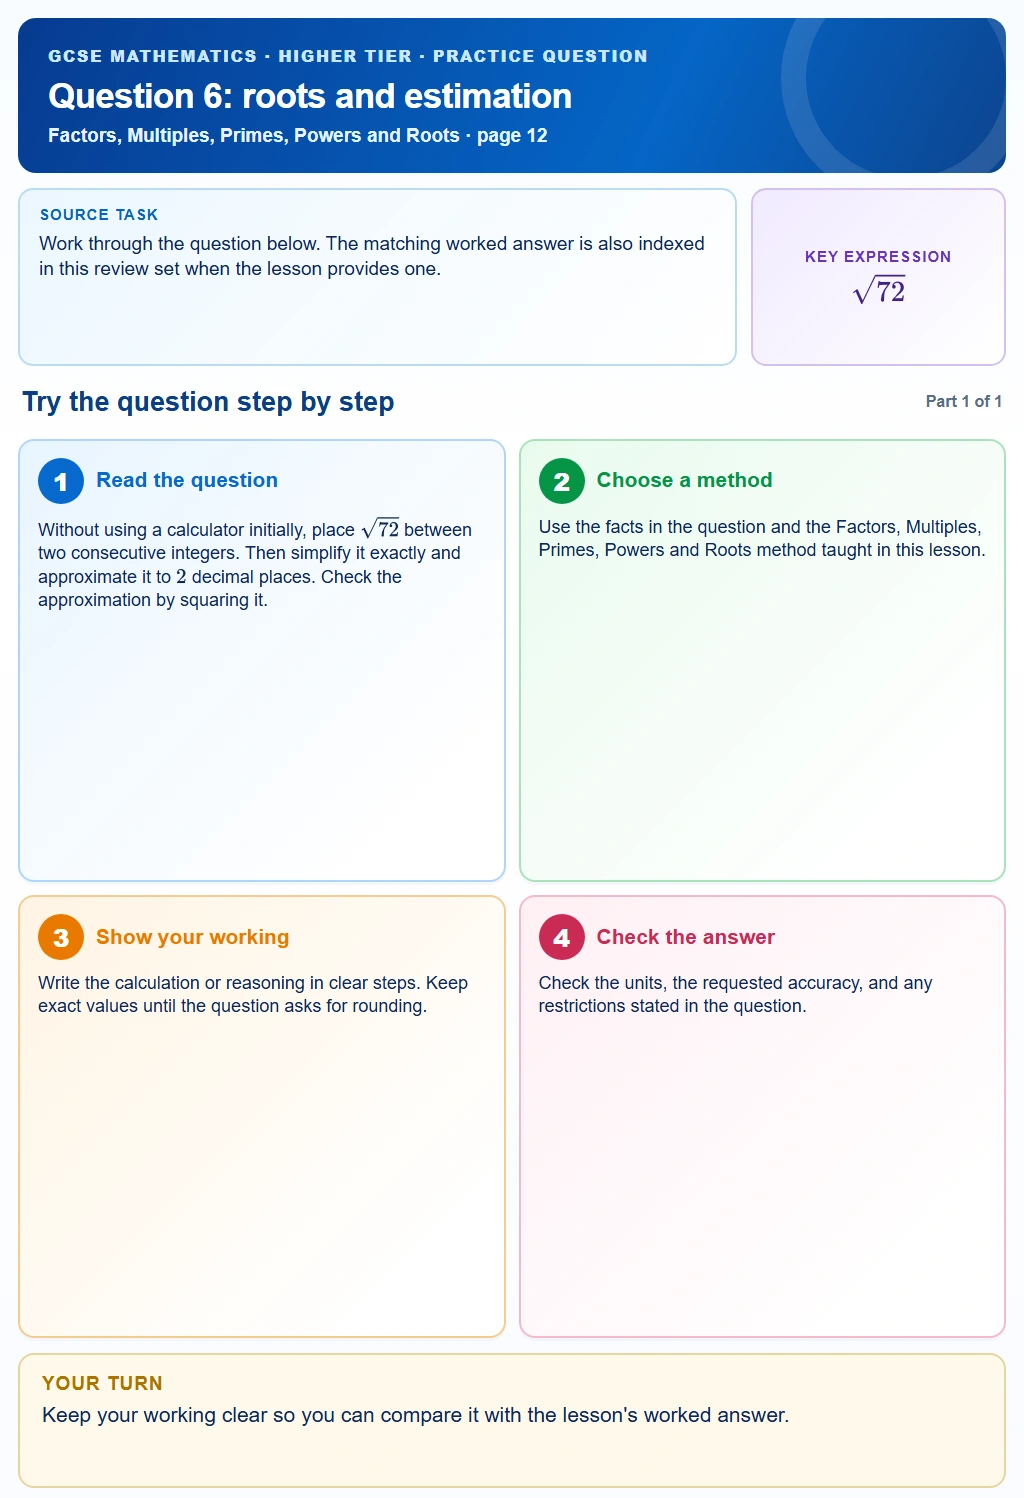 GCSE MATHEMATICS · HIGHER TIER · PRACTICE QUESTION
Question 6: roots and estimation
Factors, Multiples, Primes, Powers and Roots · page 12
SOURCE TASK
Work through the question below. The matching worked answer is also indexed
in this review set when the lesson provides one.
KEY EXPRESSION
√72
Try the question step by step
Part 1 of 1
1 Read the question
Without using a calculator initially, place √72 between
two consecutive integers. Then simplify it exactly and
approximate it to 2 decimal places. Check the
approximation by squaring it.
2 Choose a method
Use the facts in the question and the Factors, Multiples,
Primes, Powers and Roots method taught in this lesson.
3 Show your working
Write the calculation or reasoning in clear steps. Keep
exact values until the question asks for rounding.
4 Check the answer
Check the units, the requested accuracy, and any
restrictions stated in the question.
YOUR TURN
Keep your working clear so you can compare it with the lesson's worked answer.